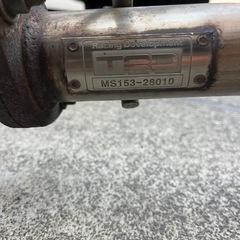 Racing Development
TRD
MS153-28010